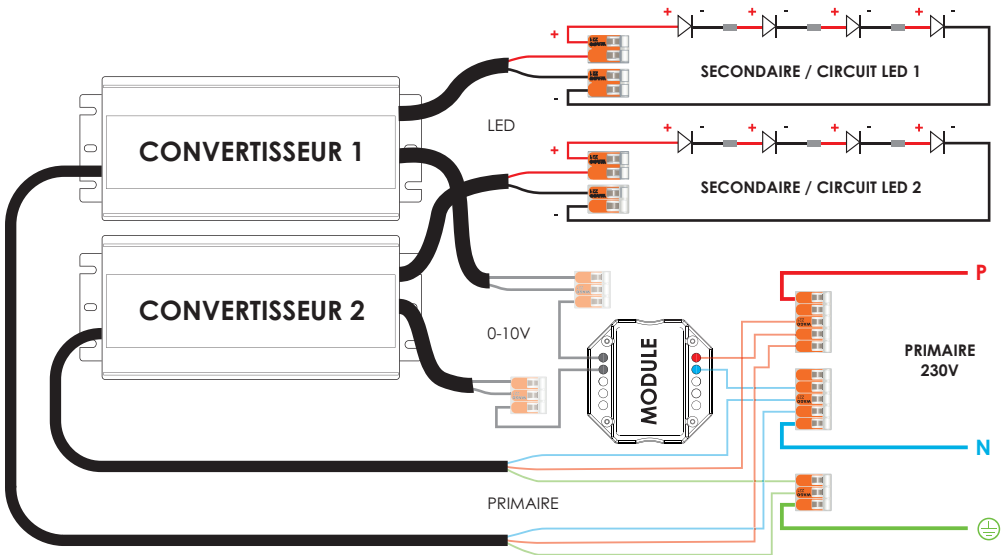 + - + - + - + -
+
SECONDAIRE / CIRCUIT LED 1
-
LED
CONVERTISSEUR 1
+ - + - + - + -
+
SECONDAIRE / CIRCUIT LED 2
-
P
CONVERTISSEUR 2
0-10V
MODULE
PRIMAIRE
230V
N
PRIMAIRE